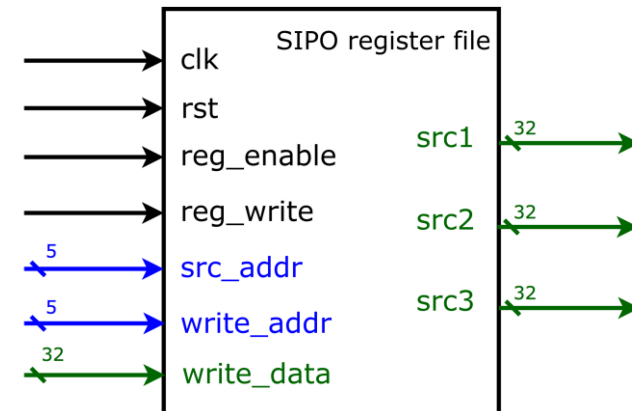 SIPO register file
clk
rst
reg_enable
reg_write
5
src_addr
5
write_addr
32
write_data
src1
32
src2
32
src3
32